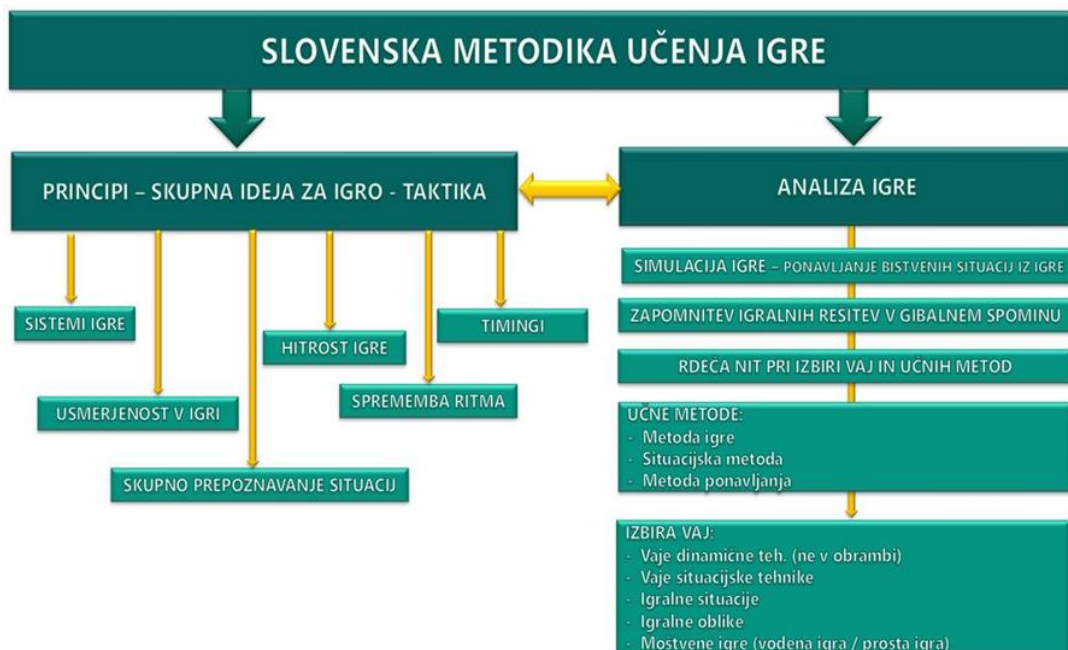 SLOVENSKA METODIKA UČENJA IGRE
PRINCIPI – SKUPNA IDEJA ZA IGRO - TAKTIKA
SISTEMI IGRE
USMERJENOST V IGRI
SKUPNO PREPOZNAVANJE SITUACIJ
HITROST IGRE
SPREMEMBA RITMA
TIMINGI
ANALIZA IGRE
SIMULACIJA IGRE – PONAVLJANJE BISTVENIH SITUACIJ IZ IGRE
ZAPOMNITEV IGRALNIH RESITEV V GIBALNEM SPOMINU
RDEČA NIT PRI IZBIRI VAJ IN UČNIH METOD
UČNE METODE:
- Metoda igre
- Situacijska metoda
- Metoda ponavljanja
IZBIRA VAJ:
- Vaje dinamične teh. (ne v obrambi)
- Vaje situacijske tehnike
- Igralne situacije
- Igralne oblike
- Moštvene igre (vodena igra / prosta igra)